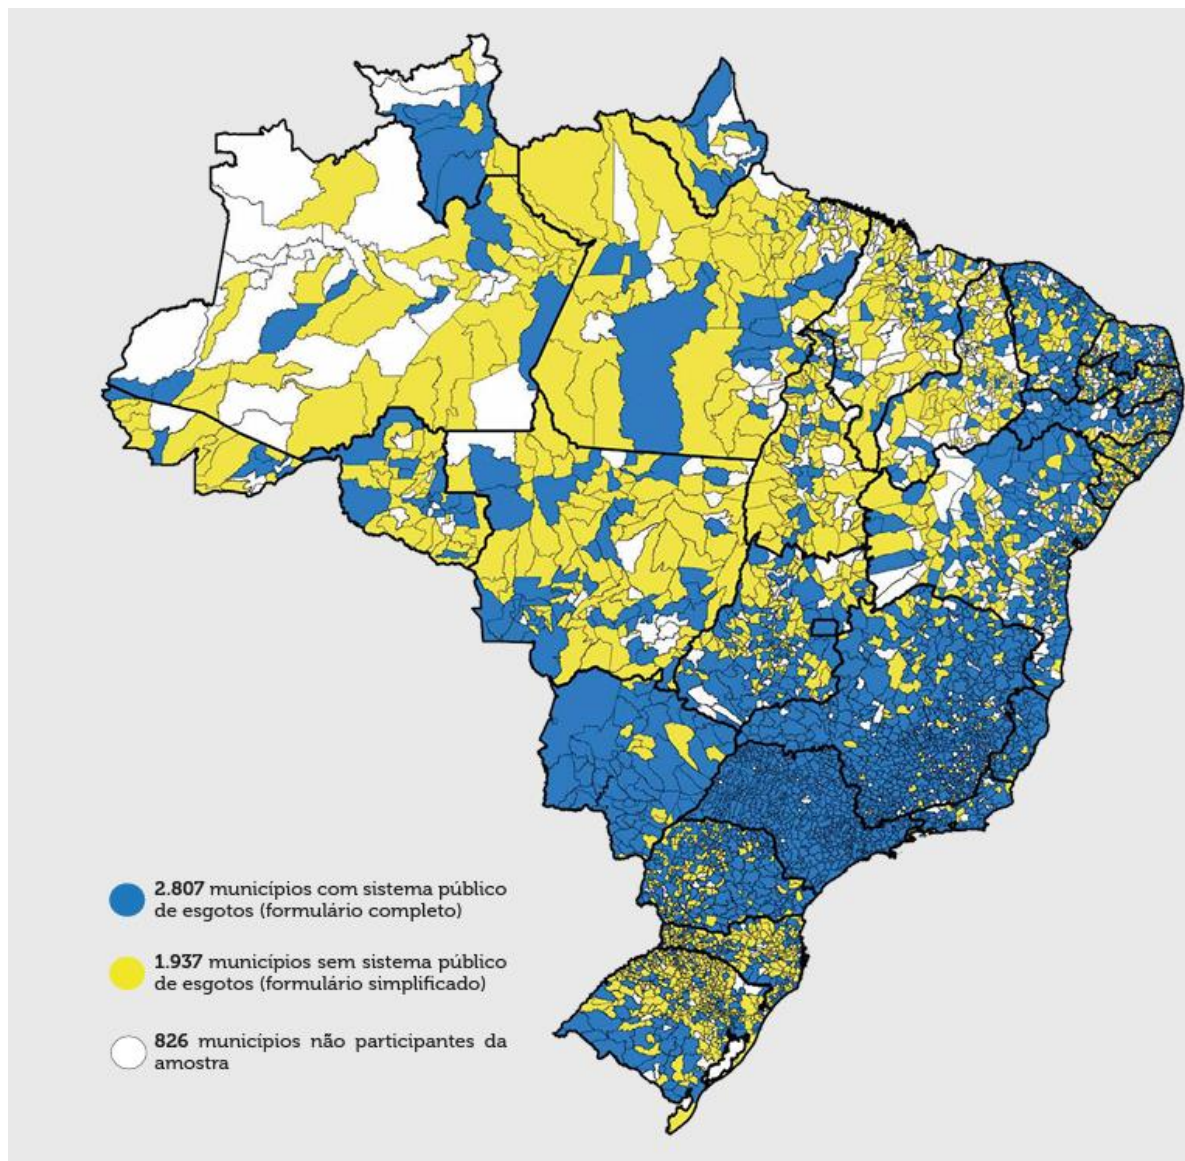 2.807 municípios com sistema público
de esgotos (formulário completo)
1.937 municípios sem sistema público
de esgotos (formulário simplificado)
826 municípios não participantes da
amostra